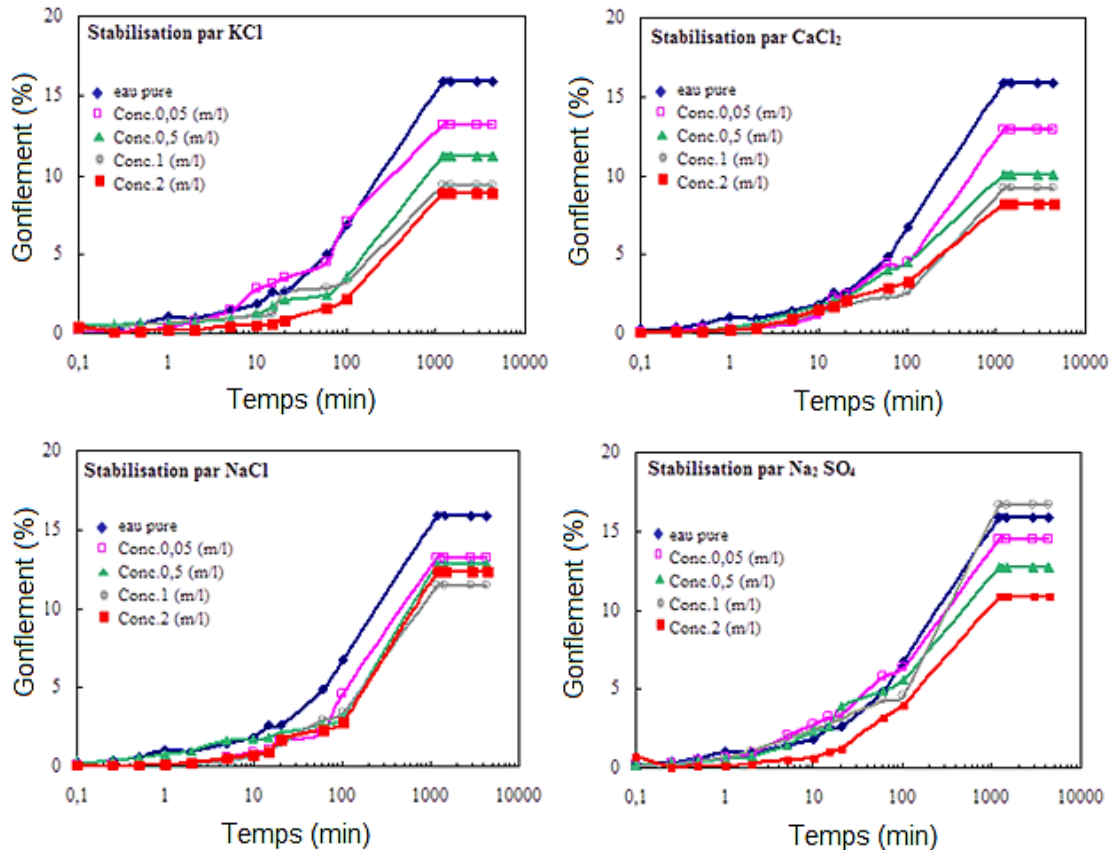 Stabilisation par KCl
Gonflement (%)
20
15
10
5
0
eau pure
Conc.0,05 (m/l)
Conc.0,5 (m/l)
Conc.1 (m/l)
Conc.2 (m/l)
0,1 1 10 100 1000 10000
Temps (min)
Stabilisation par CaCl₂
Gonflement (%)
20
15
10
5
0
eau pure
Conc.0,05 (m/l)
Conc.0,5 (m/l)
Conc.1 (m/l)
Conc.2 (m/l)
0,1 1 10 100 1000 10000
Temps (min)
Stabilisation par NaCl
Gonflement (%)
20
15
10
5
0
eau pure
Conc.0,05 (m/l)
Conc.0,5 (m/l)
Conc.1 (m/l)
Conc.2 (m/l)
0,1 1 10 100 1000 10,000
Temps (min)
Stabilisation par Na₂ SO₄
Gonflement (%)
20
15
10
5
0
eau pure
Conc.0,05 (m/l)
Conc.0,5 (m/l)
Conc.1 (m/l)
Conc.2 (m/l)
0,1 1 10 100 1000 10000
Temps (min)